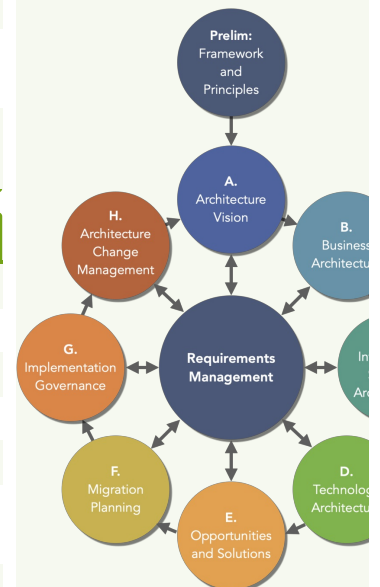 Prelim:
Framework
and
Principles
A.
Architecture
Vision
B.
Business
H.
Architecture
Change
Management
Requirements
Management
G.
Implementation
Governance
D.
F.
Migration
Planning
E.
Opportunities
and Solutions